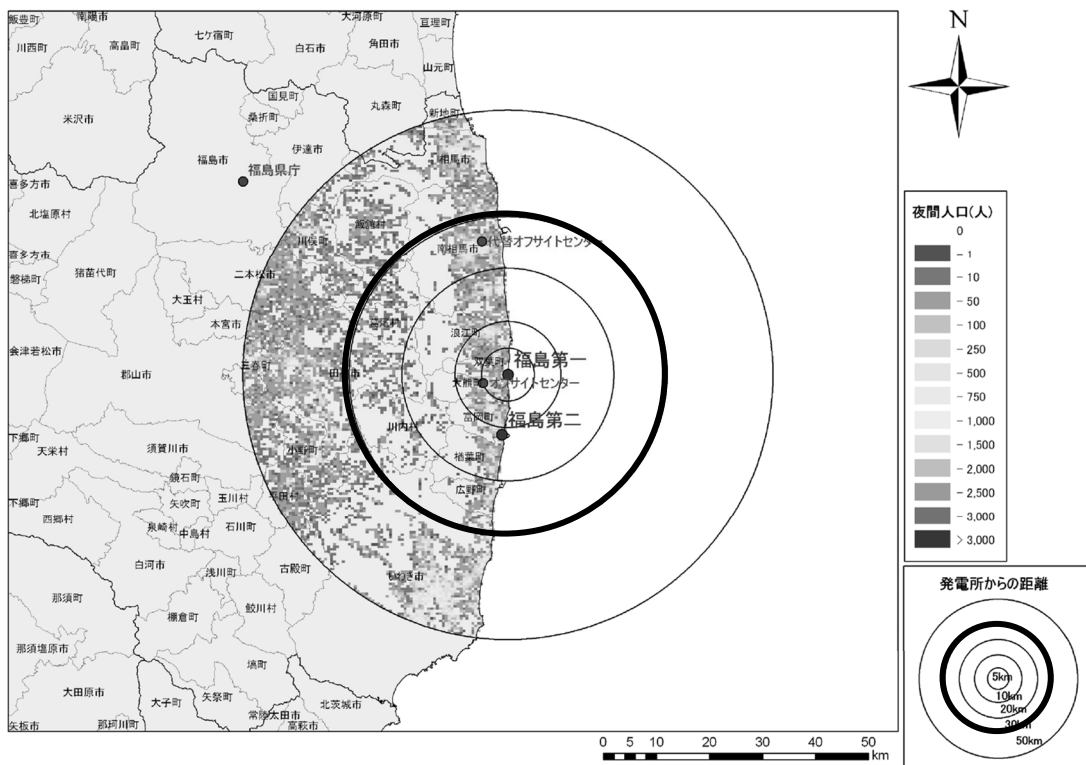 飯豊町
南陽市
七ケ宿町
大河原町
亘理町
川西町
高畠町
白石市
角田市
山元町
国見町
丸森町
新地町
米沢市
桑折町
福島市
伊達市
相馬市
福島県庁
喜多方市
北塩原村
飯舘村
川俣町
南相馬市
代替オフサイトセンター
喜多方市
磐梯町
猪苗代町
二本松市
大玉村
本宮市
葛尾村
浪江町
会津若松市
郡山市
三春町
田村市
双葉町
福島第一
大熊町
オフサイトセンター
富岡町
福島第二
川内村
下郷町
天栄村
須賀川市
小野町
楢葉町
鏡石町
広野町
下郷町
矢吹町
玉川村
平田村
西郷村
泉崎村
中島村
石川町
白河市
浅川町
古殿町
いわき市
那須町
棚倉町
鮫川村
那須塩原市
塙町
大田原市
大子町
矢祭町
北茨城市
矢板市
那珂川町
常陸太田市
高萩市
N
夜間人口(人)
0
- 1
- 10
- 50
- 100
- 250
- 500
- 750
- 1,000
- 1,500
- 2,000
- 2,500
- 3,000
> 3,000
発電所からの距離
5km
10km
20km
30km
50km
0 5 10 20 30 40 50
km